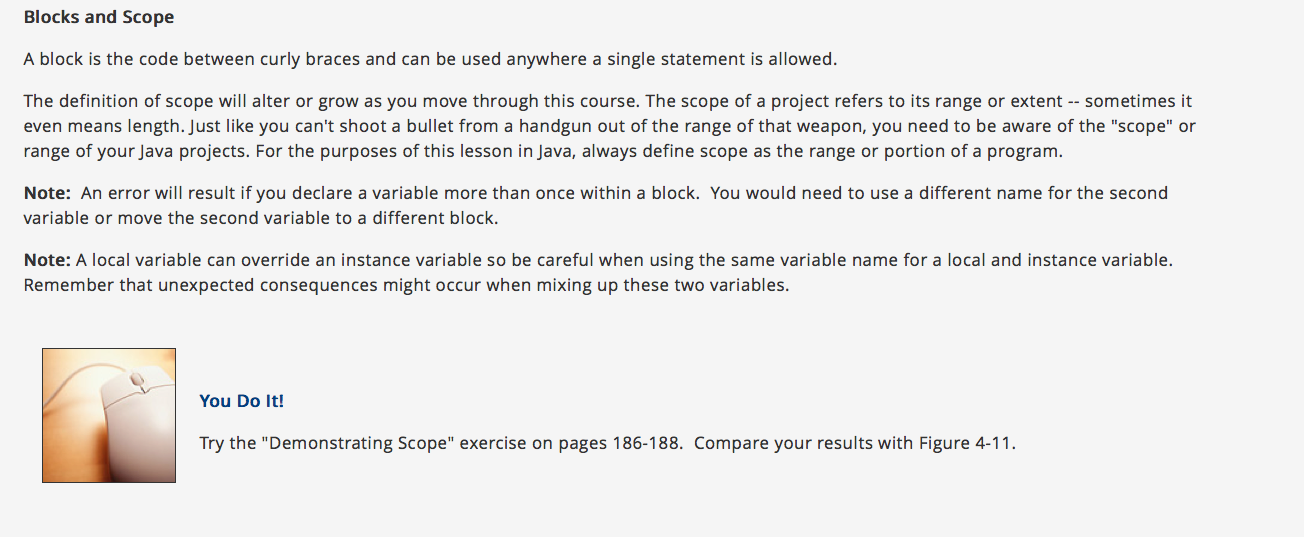 Blocks and Scope
A block is the code between curly braces and can be used anywhere a single statement is allowed.
The definition of scope will alter or grow as you move through this course. The scope of a project refers to its range or extent -- sometimes it
even means length. Just like you can't shoot a bullet from a handgun out of the range of that weapon, you need to be aware of the "scope" or
range of your Java projects. For the purposes of this lesson in Java, always define scope as the range or portion of a program.
Note: An error will result if you declare a variable more than once within a block. You would need to use a different name for the second
variable or move the second variable to a different block.
Note: A local variable can override an instance variable so be careful when using the same variable name for a local and instance variable.
Remember that unexpected consequences might occur when mixing up these two variables.
You Do It!
Try the "Demonstrating Scope" exercise on pages 186-188. Compare your results with Figure 4-11.